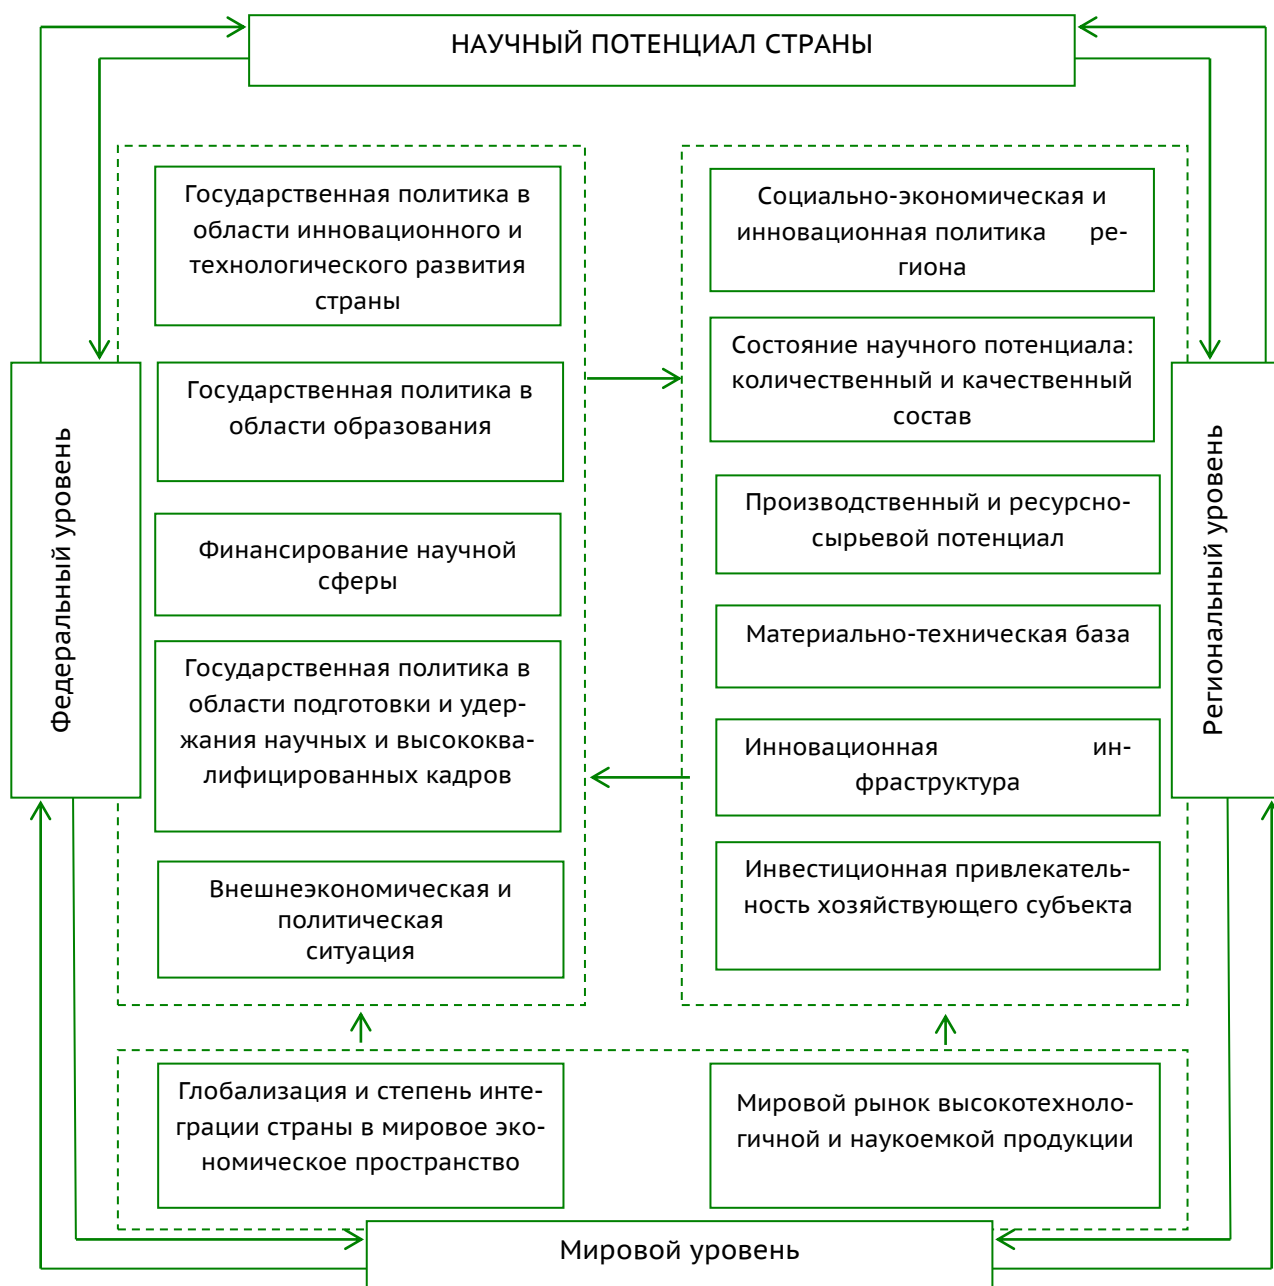 НАУЧНЫЙ ПОТЕНЦИАЛ СТРАНЫ
Федеральный уровень
Государственная политика в
области инновационного и
технологического развития
страны
Государственная политика в
области образования
Финансирование научной
сферы
Государственная политика в
области подготовки и удер-
жания научных и высококва-
лифицированных кадров
Внешнеэкономическая и
политическая
ситуация
Социально-экономическая и
инновационная политика ре-
гиона
Состояние научного потенциала:
количественный и качественный
состав
Производственный и ресурсно-
сырьевой потенциал
Материально-техническая база
Инновационная ин-
фраструктура
Инвестиционная привлекатель-
ность хозяйствующего субъекта
Региональный уровень
Глобализация и степень инте-
грации страны в мировое эко-
номическое пространство
Мировой рынок высокотехноло-
гичной и наукоемкой продукции
Мировой уровень